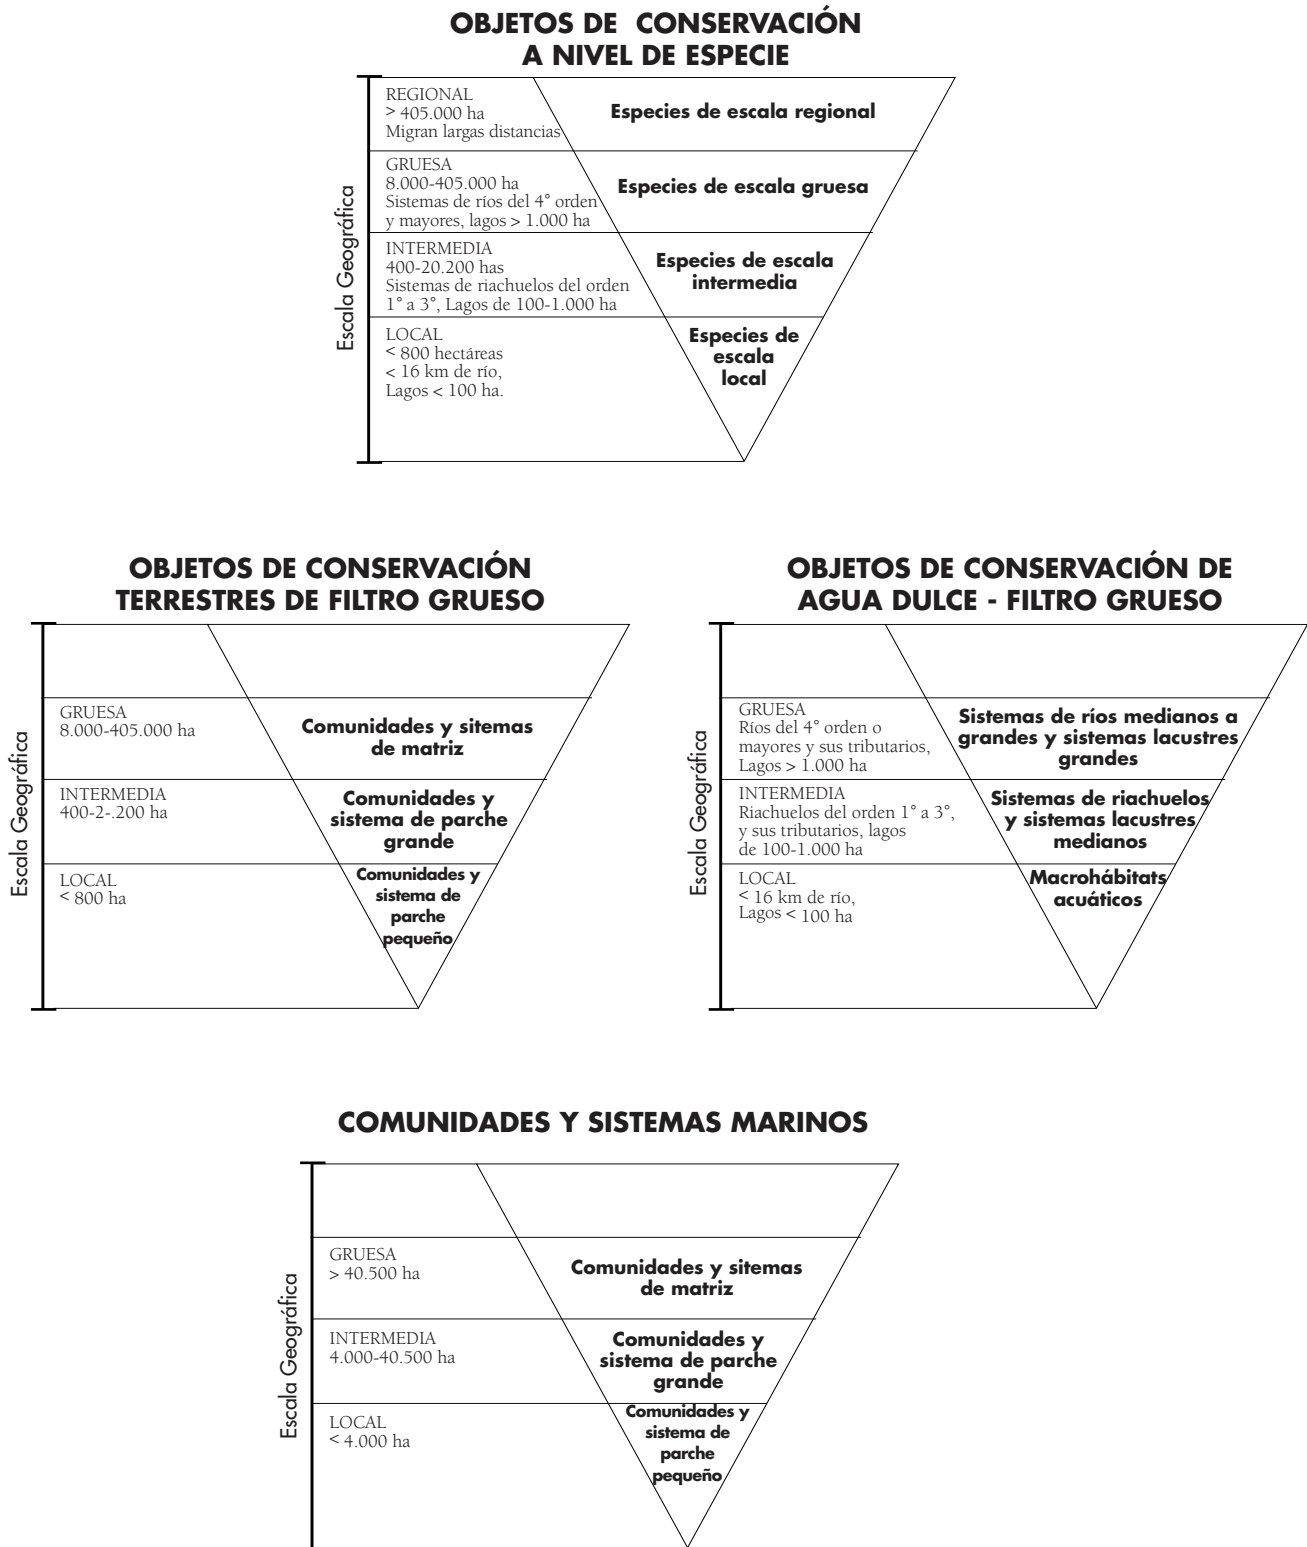 OBJETOS DE CONSERVACIÓN
A NIVEL DE ESPECIE
Escala Geográfica
REGIONAL
> 405.000 ha
Migran largas distancias
Especies de escala regional
GRUESA
8.000-405.000 ha
Sistemas de ríos del 4° orden
y mayores, lagos > 1.000 ha
Especies de escala gruesa
INTERMEDIA
400-20.200 has
Sistemas de riachuelos del orden
1° a 3°, Lagos de 100-1.000 ha
Especies de escala
intermedia
LOCAL
< 800 hectáreas
< 16 km de río,
Lagos < 100 ha.
Especies de
escala
local
OBJETOS DE CONSERVACIÓN
TERRESTRES DE FILTRO GRUESO
Escala Geográfica
GRUESA
8.000-405.000 ha
Comunidades y sitemas
de matriz
INTERMEDIA
400-2-.200 ha
Comunidades y
sistema de parche
grande
LOCAL
< 800 ha
Comunidades y
sistema de
parche
pequeño
OBJETOS DE CONSERVACIÓN DE
AGUA DULCE - FILTRO GRUESO
Escala Geográfica
GRUESA
Ríos del 4° orden o
mayores y sus tributarios,
Lagos > 1.000 ha
Sistemas de ríos medianos a
grandes y sistemas lacustres
grandes
INTERMEDIA
Riachuelos del orden 1° a 3°,
y sus tributarios, lagos
de 100-1.000 ha
Sistemas de riachuelos
y sistemas lacustres
medianos
LOCAL
< 16 km de río,
Lagos < 100 ha
Macrohábitats
acuáticos
COMUNIDADES Y SISTEMAS MARINOS
Escala Geográfica
GRUESA
> 40.500 ha
Comunidades y sitemas
de matriz
INTERMEDIA
4.000-40.500 ha
Comunidades y
sistema de parche
grande
LOCAL
< 4.000 ha
Comunidades y
sistema de
parche
pequeño